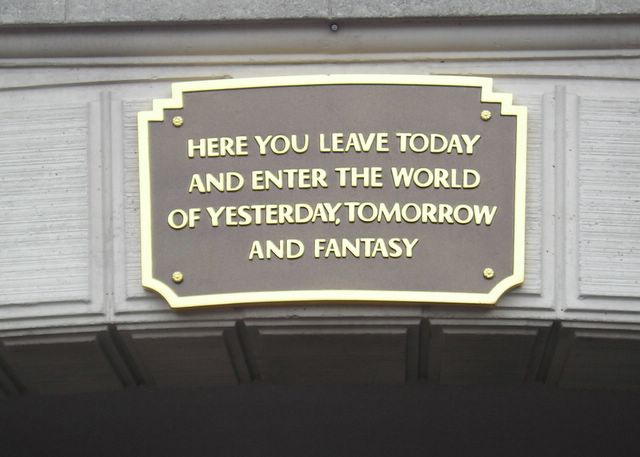 HERE YOU LEAVE TODAY
AND ENTER THE WORLD
OF YESTERDAY, TOMORROW
AND FANTASY